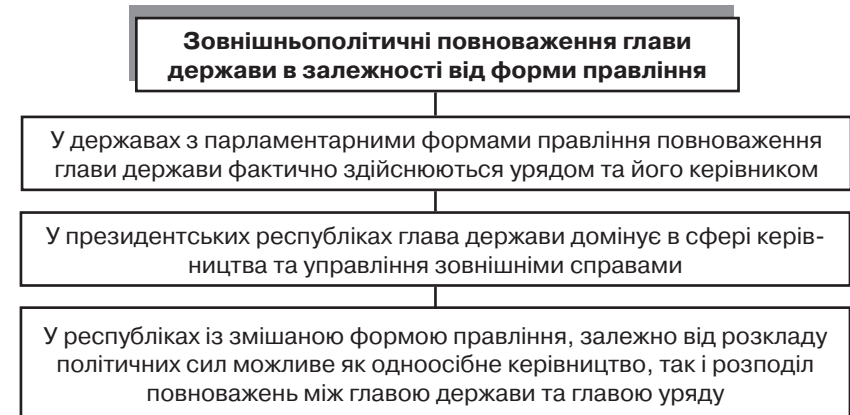 Зовнішньополітичні повноваження глави
держави в залежності від форми правління
У державах з парламентарними формами правління повноваження
глави держави фактично здійснюються урядом та його керівником
У президентських республіках глава держави домінує в сфері керів-
ництва та управління зовнішніми справами
У республіках із змішаною формою правління, залежно від розкладу
політичних сил можливе як одноосібне керівництво, так і розподіл
повноважень між главою держави та главою уряду